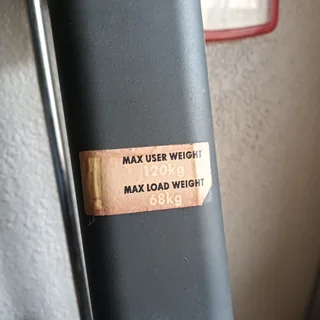 MAX USER WEIGHT
120kg
MAX LOAD WEIGHT
68kg